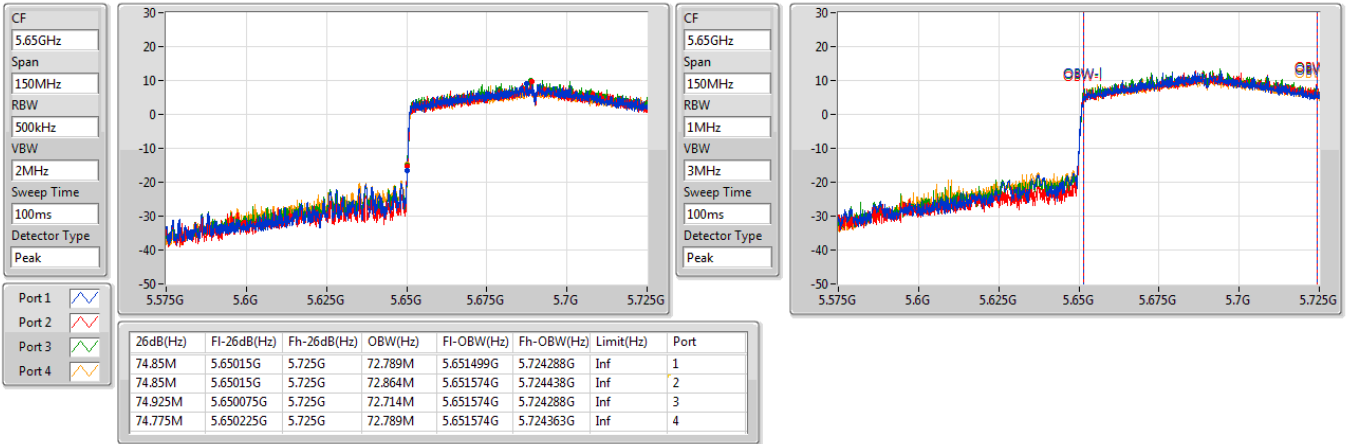 CF
5.65GHz
Span
150MHz
RBW
500kHz
VBW
2MHz
Sweep Time
100ms
Detector Type
Peak
30
20
10
0
-10
-20
-30
-40
-50
5.575G 5.6G 5.625G 5.65G 5.675G 5.7G 5.725G
CF
5.65GHz
Span
150MHz
RBW
1MHz
VBW
3MHz
Sweep Time
100ms
Detector Type
Peak
30
20
10
0
-10
-20
-30
-40
-50
OBW-l
OBW
5.575G 5.6G 5.625G 5.65G 5.675G 5.7G 5.725G
Port 1
Port 2
Port 3
Port 4
26dB(Hz) Fl-26dB(Hz) Fh-26dB(Hz) OBW(Hz) Fl-OBW(Hz) Fh-OBW(Hz) Limit(Hz) Port
74.85M 5.65015G 5.725G 72.789M 5.651499G 5.724288G Inf 1
74.85M 5.65015G 5.725G 72.864M 5.651574G 5.724438G Inf 2
74.925M 5.650075G 5.725G 72.714M 5.651574G 5.724288G Inf 3
74.775M 5.650225G 5.725G 72.789M 5.651574G 5.724363G Inf 4